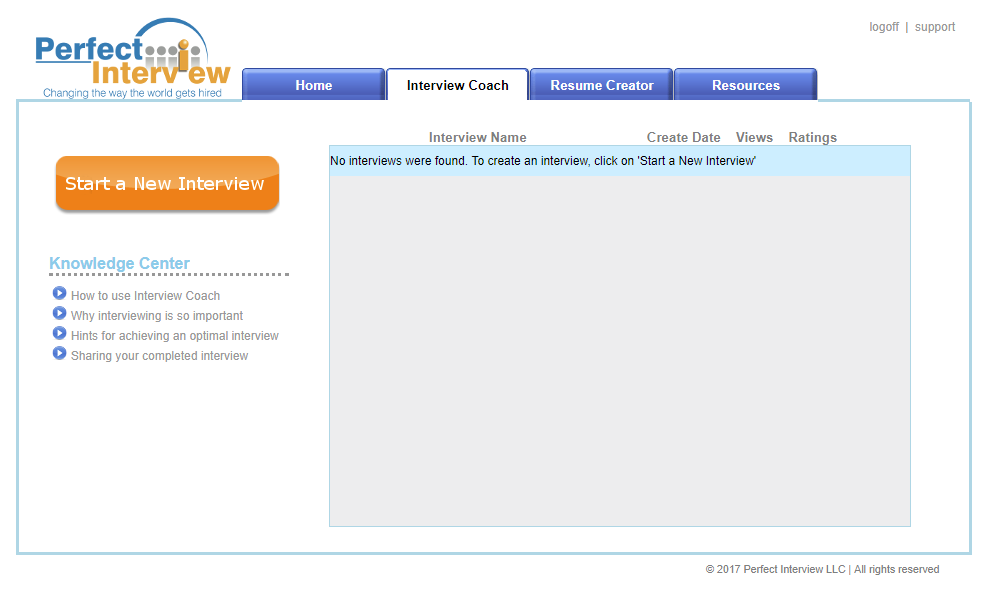 logoff | support
Perfect
Interview
Changing the way the world gets hired
Home
Interview Coach
Resume Creator
Resources
Interview Name
Create Date
Views
Ratings
No interviews were found. To create an interview, click on 'Start a New Interview'
Start a New Interview
Knowledge Center
How to use Interview Coach
Why interviewing is so important
Hints for achieving an optimal interview
Sharing your completed interview
© 2017 Perfect Interview LLC | All rights reserved